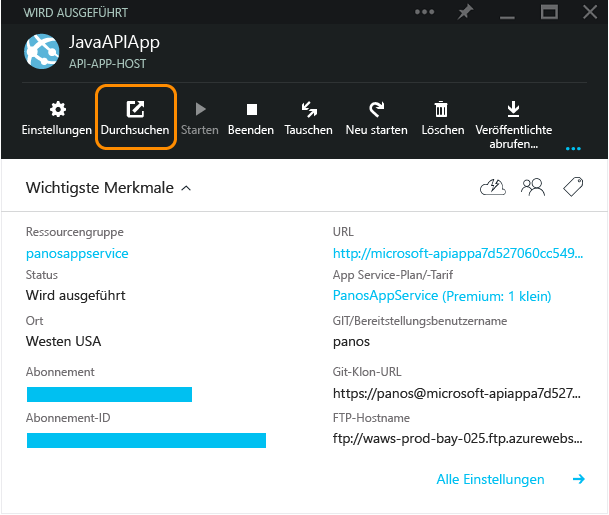 WIRD AUSGEFÜHRT
JavaAPIApp
API-APP-HOST
Einstellungen Durchsuchen Starten Beenden Tauschen Neu starten Löschen Veröffentlichte
abrufen...
Wichtigste Merkmale
Ressourcengruppe
panosappservice
Status
Wird ausgeführt
Ort
Westen USA
Abonnement
Abonnement-ID
URL
http://microsoft-apiappa7d527060cc549...
App Service-Plan/-Tarif
PanosAppService (Premium: 1 klein)
GIT/Bereitstellungsbenutzername
panos
Git-Klon-URL
https://panos@microsoft-apiappa7d527...
FTP-Hostname
ftp://waws-prod-bay-025.ftp.azurewebs...
Alle Einstellungen